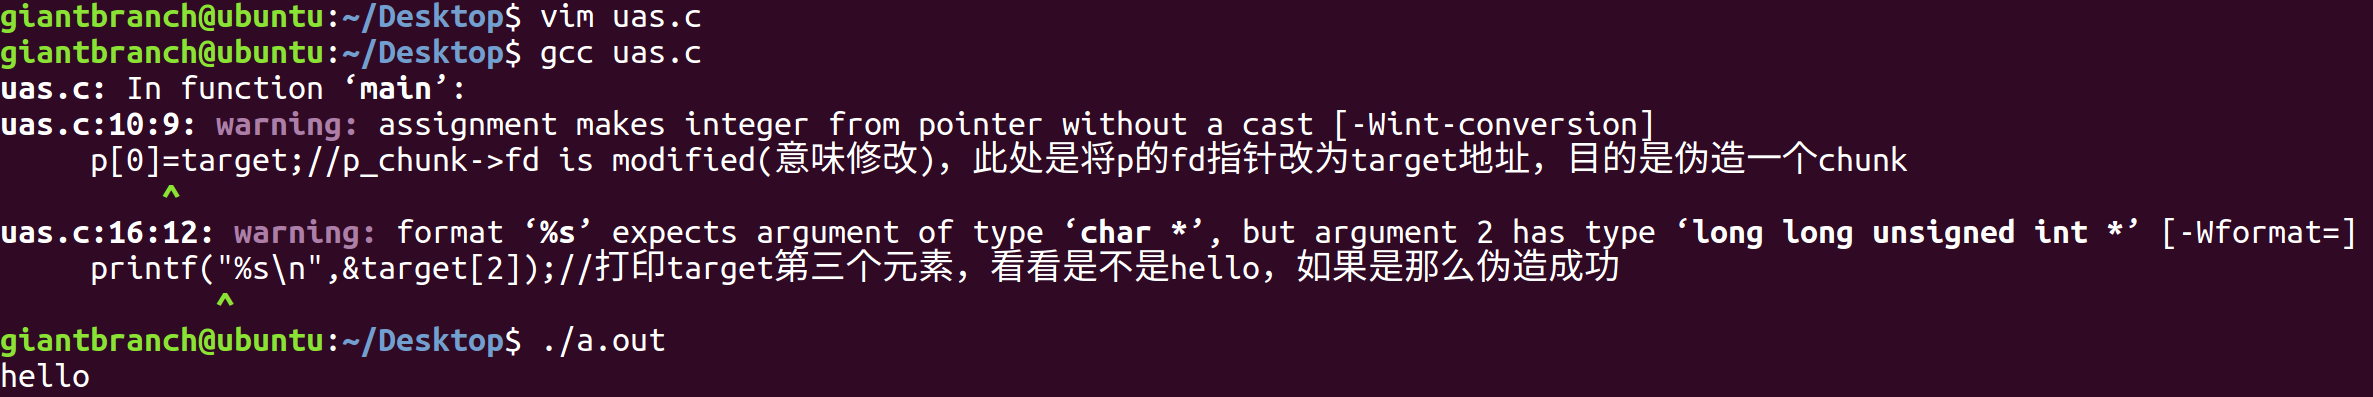 giantbranch@ubuntu:~/Desktop$ vim uas.c
giantbranch@ubuntu:~/Desktop$ gcc uas.c
uas.c: In function ‘main’:
uas.c:10:9: warning: assignment makes integer from pointer without a cast [-Wint-conversion]
     p[0]=target;//p_chunk->fd is modified(意味修改)，此处是将p的fd指针改为target地址，目的是伪造一个chunk
         ^
uas.c:16:12: warning: format ‘%s’ expects argument of type ‘char *’, but argument 2 has type ‘long long unsigned int *’ [-Wformat=]
     printf("%s\n",&target[2]);//打印target第三个元素，看看是不是hello，如果是那么伪造成功
            ^
giantbranch@ubuntu:~/Desktop$ ./a.out
hello